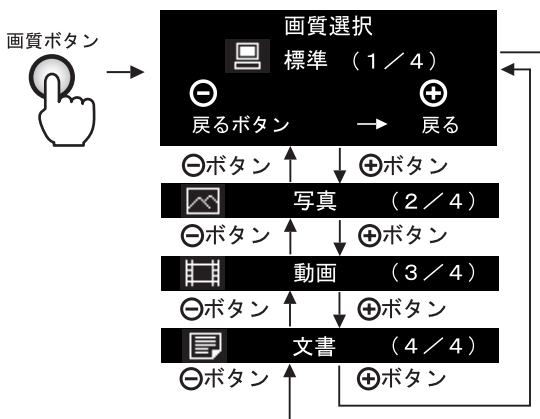 画質ボタン
画質選択
標準 (1/4)
⊖ ⊕
戻るボタン → 戻る
⊖ボタン ⊕ボタン
写真 (2/4)
⊖ボタン ⊕ボタン
動画 (3/4)
⊖ボタン ⊕ボタン
文書 (4/4)
⊖ボタン ⊕ボタン